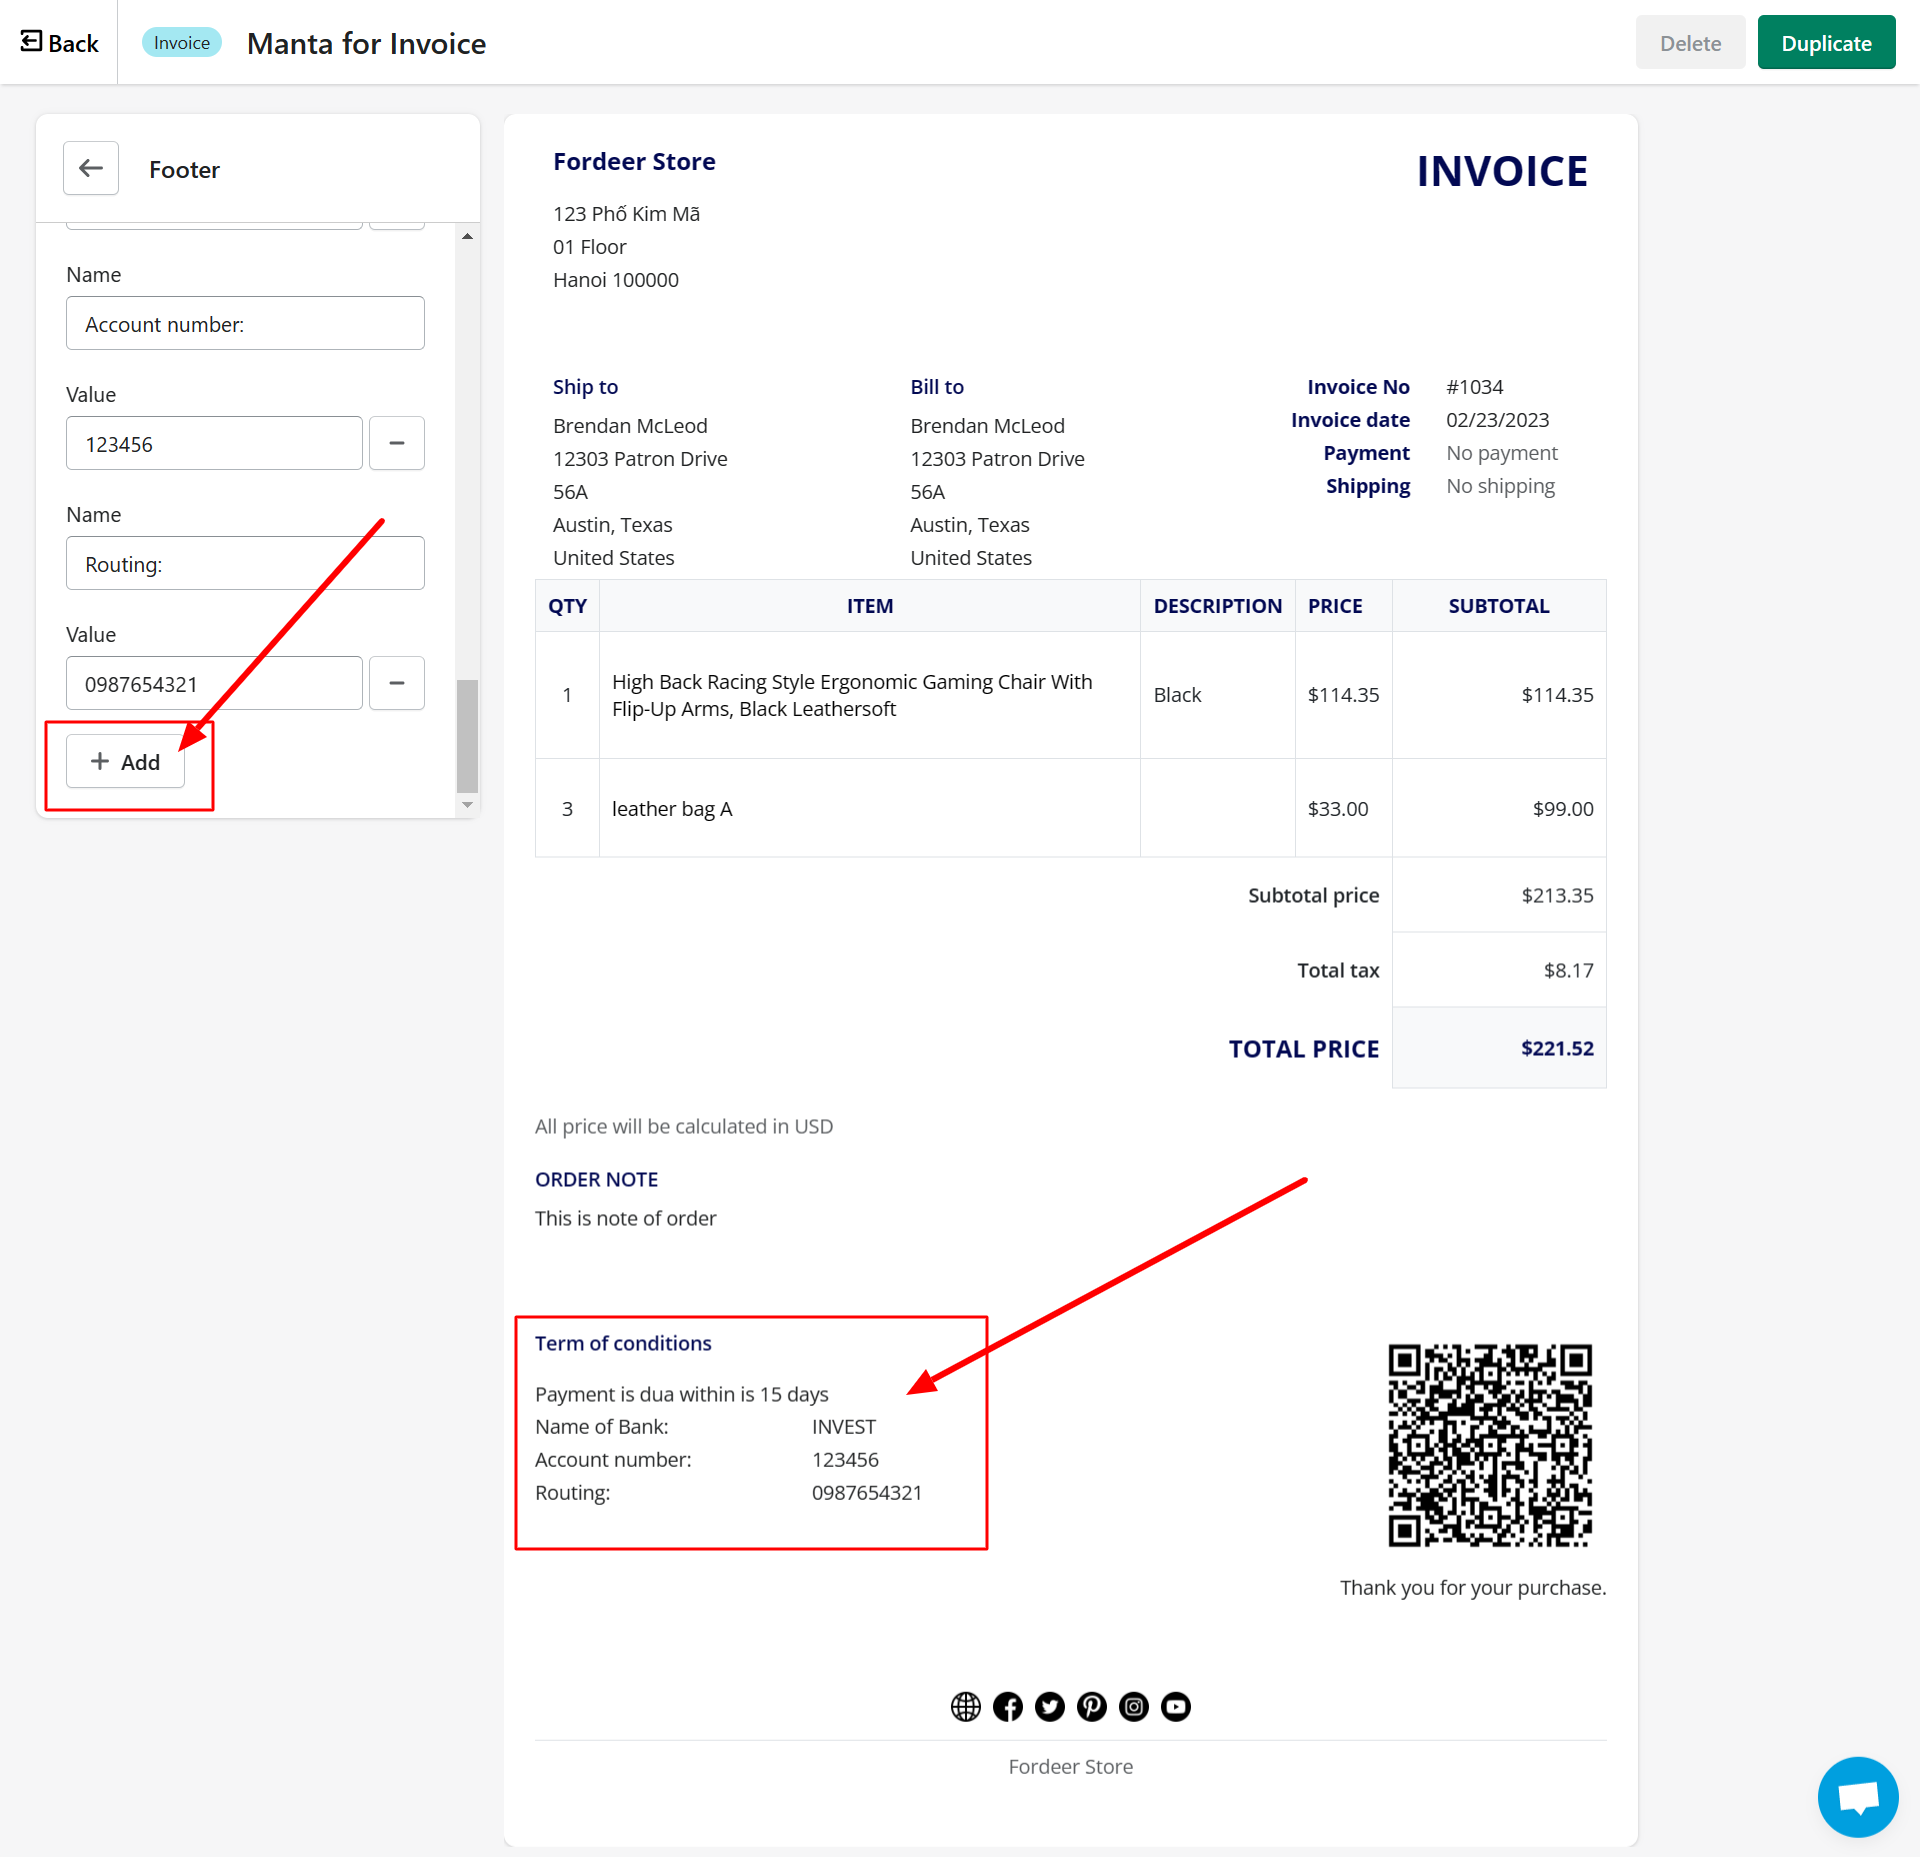 Back
Invoice
Manta for Invoice
Delete
Duplicate
Footer
Name
Account number:
Value
123456
Name
Routing:
Value
0987654321
Add
Fordeer Store
INVOICE
123 Phố Kim Mã
01 Floor
Hanoi 100000
Ship to
Brendan McLeod
12303 Patron Drive
56A
Austin, Texas
United States
Bill to
Brendan McLeod
12303 Patron Drive
56A
Austin, Texas
United States
Invoice No #1034
Invoice date 02/23/2023
Payment No payment
Shipping No shipping
QTY ITEM DESCRIPTION PRICE SUBTOTAL
1 High Back Racing Style Ergonomic Gaming Chair With
Flip-Up Arms, Black Leathersoft
Black $114.35 $114.35
3 leather bag A $33.00 $99.00
Subtotal price $213.35
Total tax $8.17
TOTAL PRICE $221.52
All price will be calculated in USD
ORDER NOTE
This is note of order
Term of conditions
Payment is dua within is 15 days
Name of Bank: INVEST
Account number: 123456
Routing: 0987654321
Thank you for your purchase.
Fordeer Store